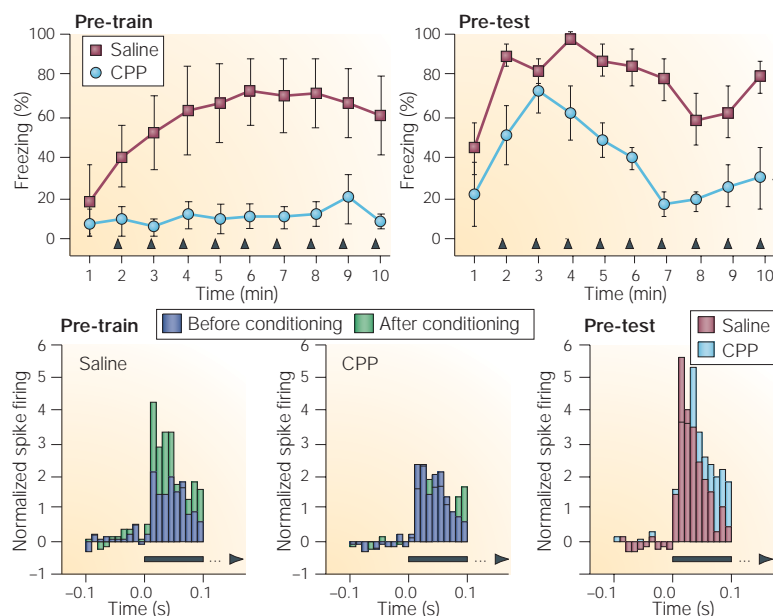 Pre-train
Pre-test
100
80
60
40
20
0
Freezing (%)
Saline
CPP
1 2 3 4 5 6 7 8 9 10
Time (min)
100
80
60
40
20
0
Freezing (%)
1 2 3 4 5 6 7 8 9 10
Time (min)
Pre-train
Before conditioning
After conditioning
Pre-test
Saline
CPP
6
5
4
3
2
1
0
–1
Normalized spike firing
Saline
...
–0.1 0.0 0.1
Time (s)
6
5
4
3
2
1
0
–1
Normalized spike firing
CPP
...
–0.1 0.0 0.1
Time (s)
6
5
4
3
2
1
0
–1
Normalized spike firing
...
–0.1 0.0 0.1
Time (s)